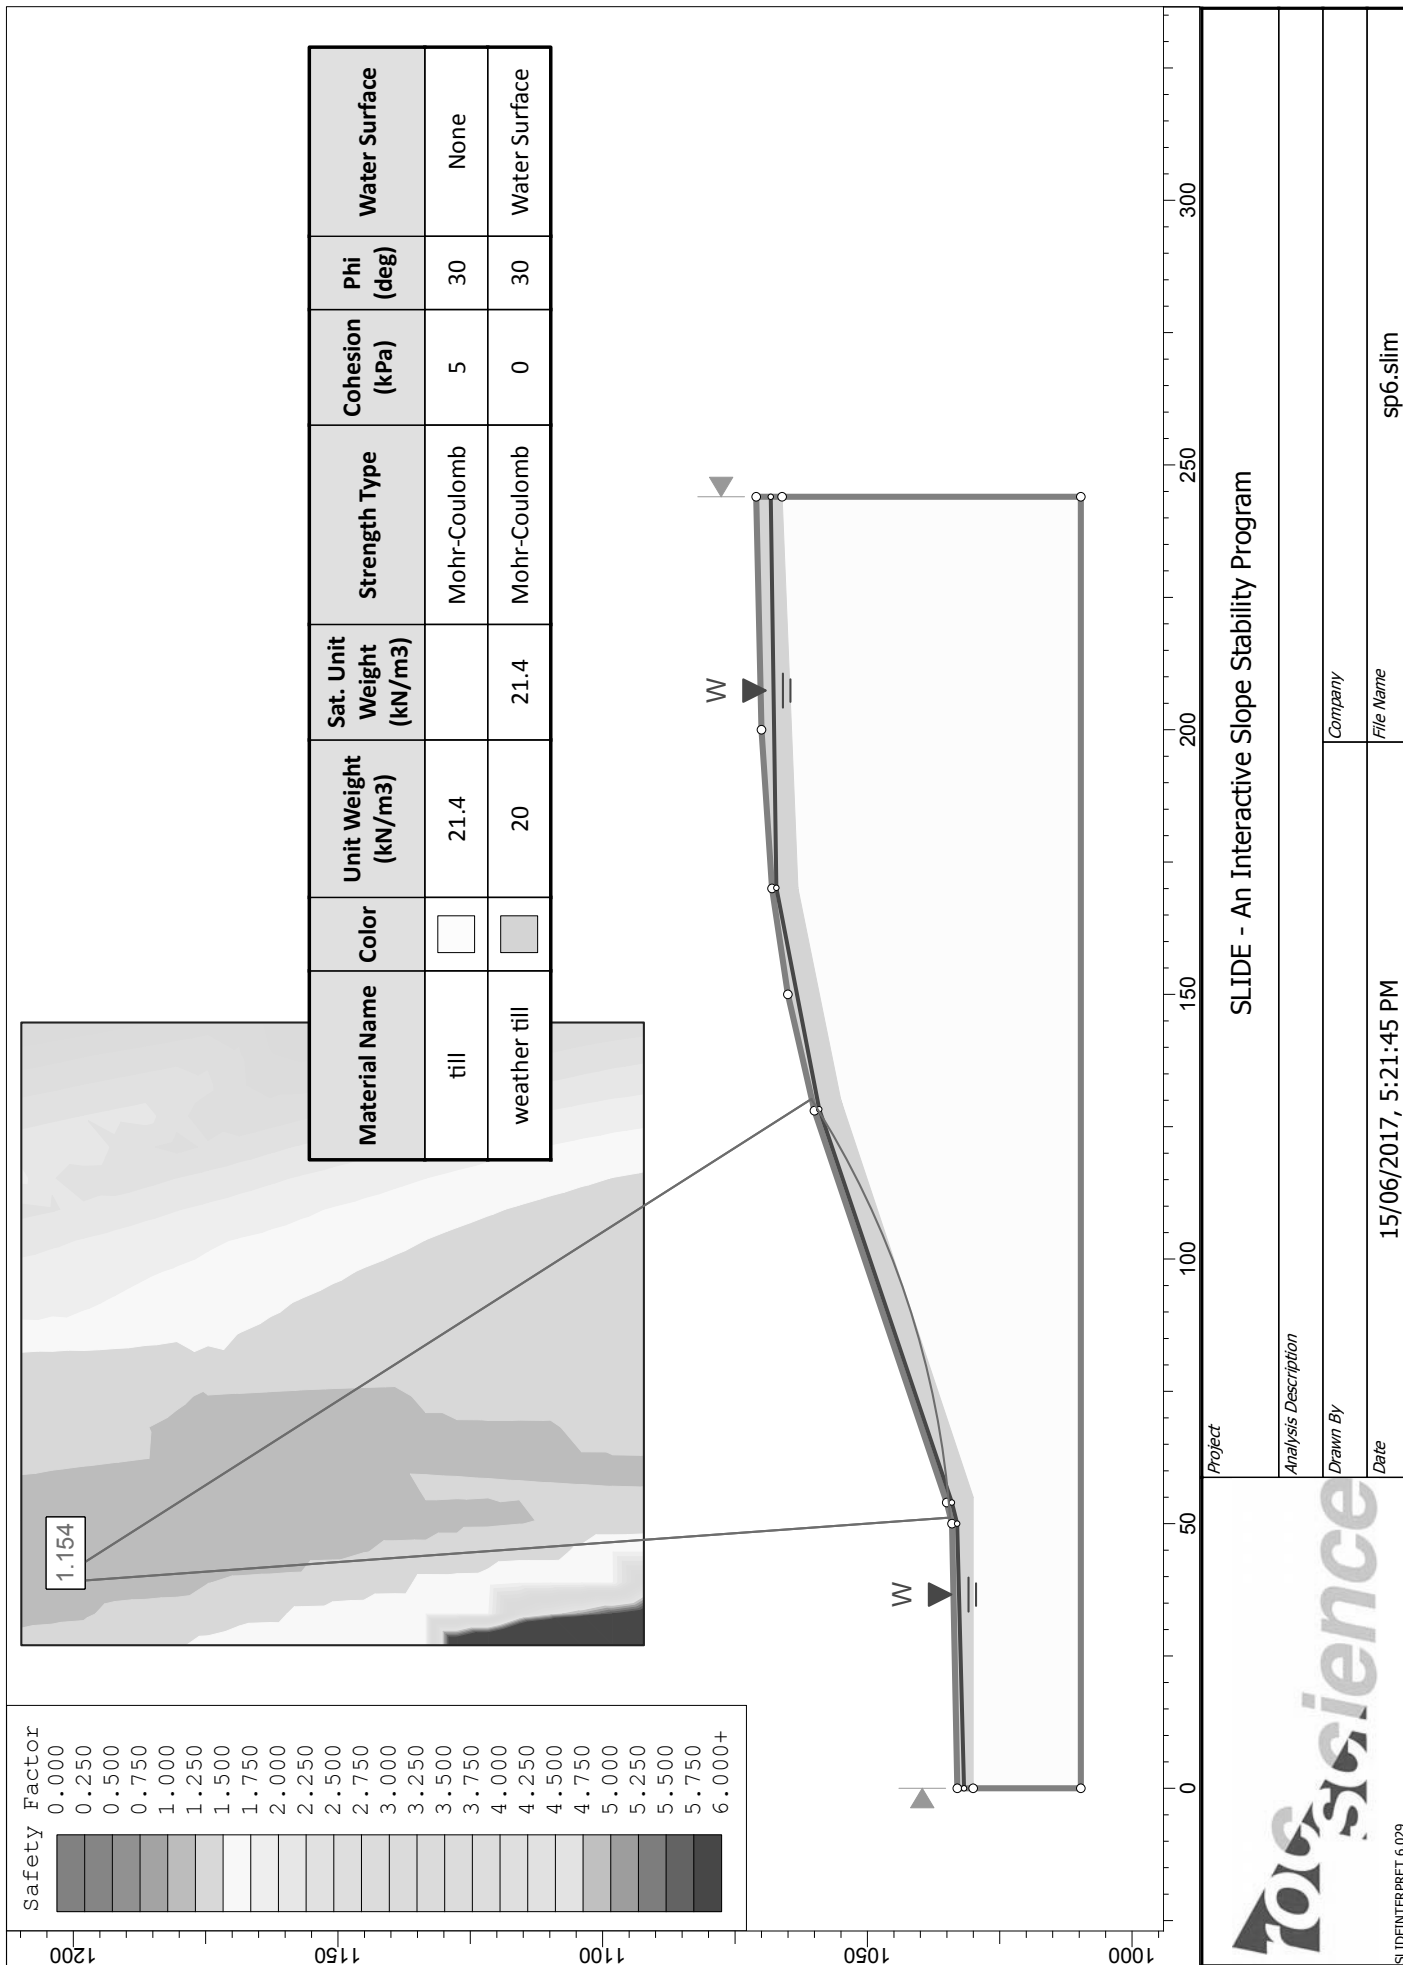 Safety Factor
0.000
0.250
0.500
0.750
1.000
1.250
1.500
1.750
2.000
2.250
2.500
2.750
3.000
3.250
3.500
3.750
4.000
4.250
4.500
4.750
5.000
5.250
5.500
5.750
6.000+
1.154
Material Name Color Unit Weight (kN/m3) Sat. Unit Weight (kN/m3) Strength Type Cohesion (kPa) Phi (deg) Water Surface
till 21.4 Mohr-Coulomb 5 30 None
weather till 20 21.4 Mohr-Coulomb 0 30 Water Surface
W
W
1200
1150
1100
1050
1000
0 50 100 150 200 250 300
rocscience
SLIDEINTERPRET 6.029
Project
SLIDE - An Interactive Slope Stability Program
Analysis Description
Drawn By
Company
Date
15/06/2017, 5:21:45 PM
File Name
sp6.slim